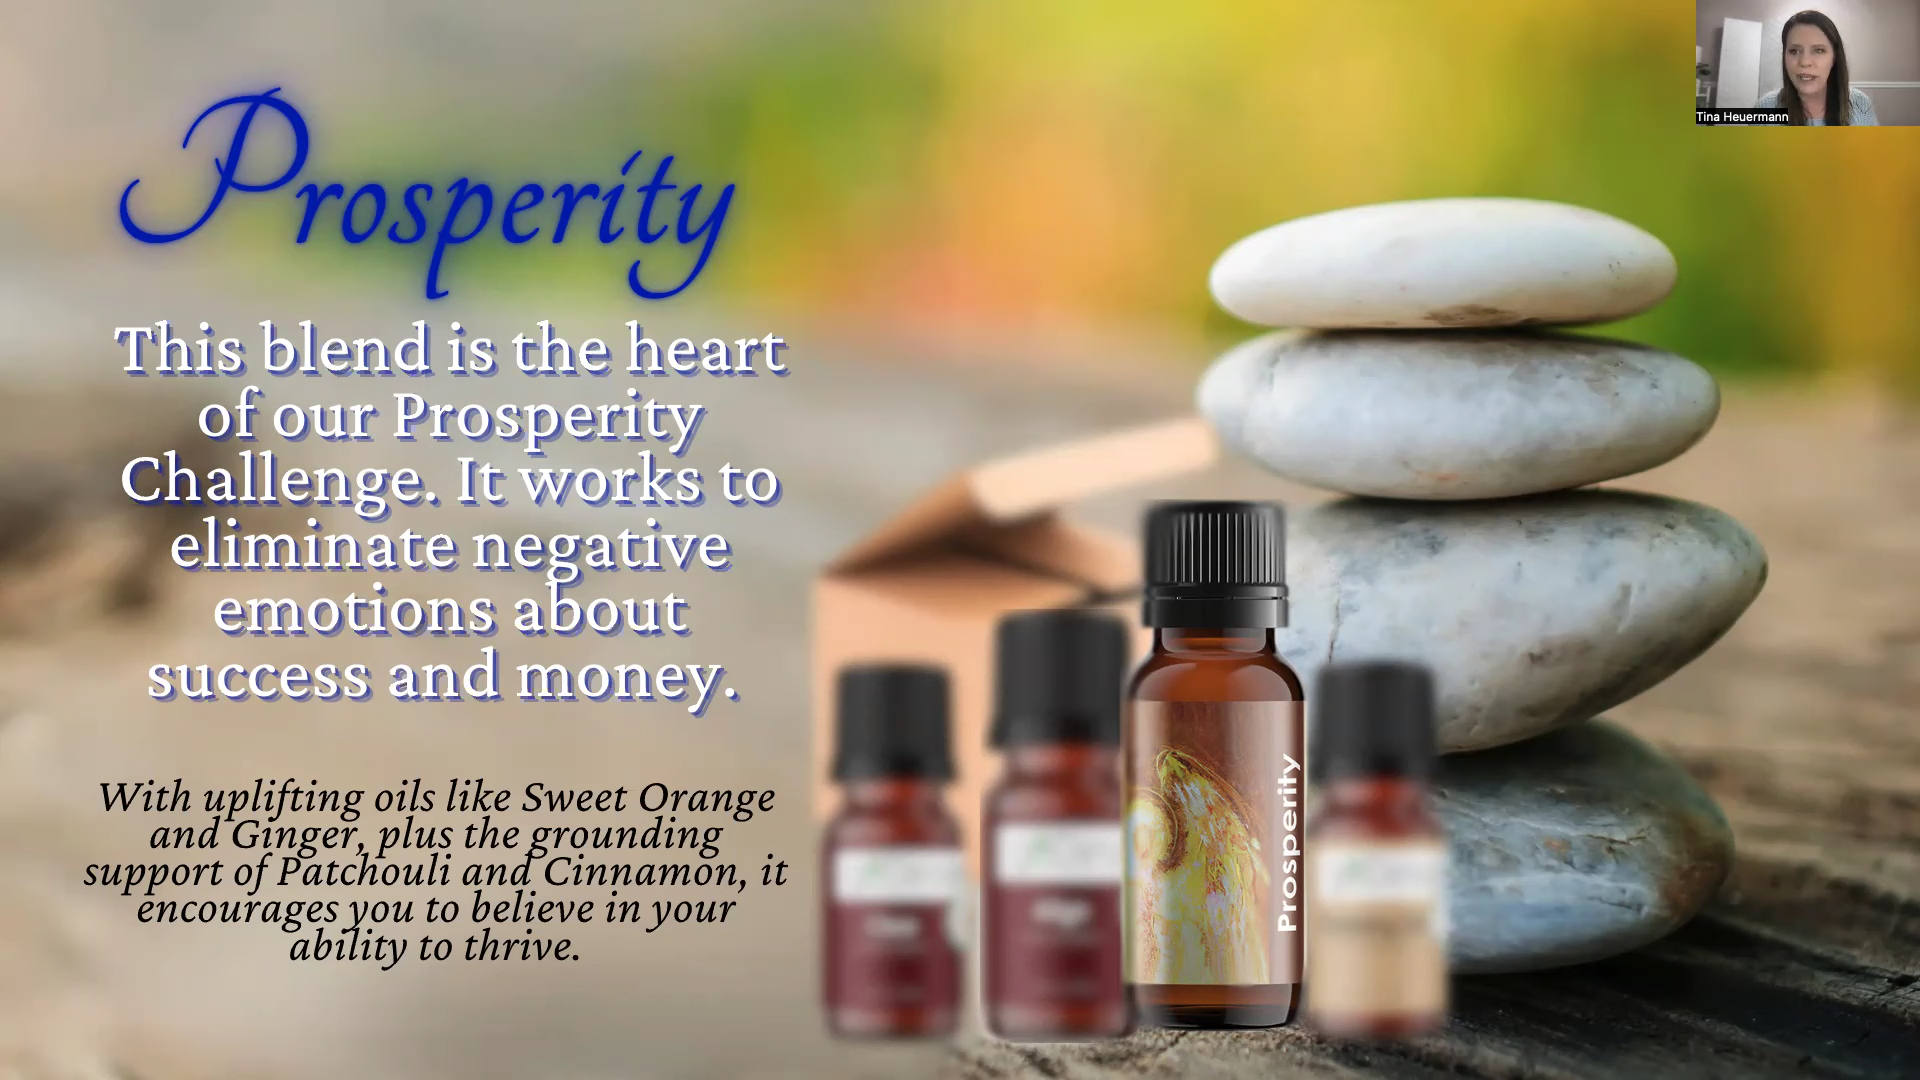 Prosperity
This blend is the heart
of our Prosperity
Challenge. It works to
eliminate negative
emotions about
success and money.
With uplifting oils like Sweet Orange
and Ginger, plus the grounding
support of Patchouli and Cinnamon, it
encourages you to believe in your
ability to thrive.
Prosperity
Tina Heuermann